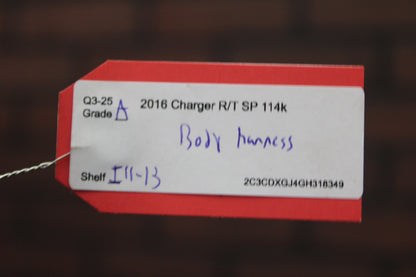 Q3-25 2016 Charger R/T SP 114k
Grade A
Body harness
Shelf I11-13 2C3CDXGJ4GH318349